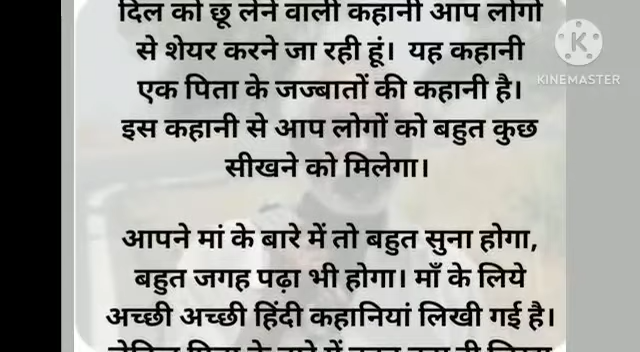 दिल को छू लेने वाली कहानी आप लोगों
से शेयर करने जा रही हूं। यह कहानी
एक पिता के जज्बातों की कहानी है।
इस कहानी से आप लोगों को बहुत कुछ
सीखने को मिलेगा।
आपने मां के बारे में तो बहुत सुना होगा,
बहुत जगह पढ़ा भी होगा। माँ के लिये
अच्छी अच्छी हिंदी कहानियां लिखी गई है।
KINEMASTER